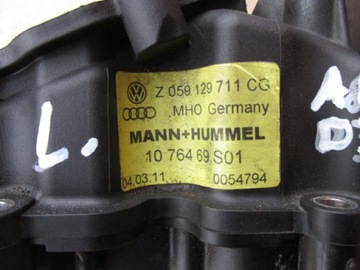 Z 059 129 711 CG
MHO Germany
MANN+HUMMEL
10 764 69 S01
04.03.11 0054794
L.